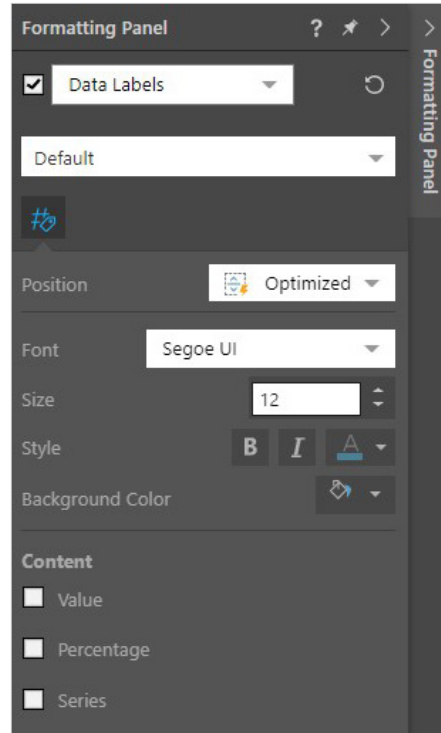 Formatting Panel ?
Formatting Panel
Data Labels
Default
Position Optimized
Font Segoe UI
Size 12
Style B I A
Background Color
Content
Value
Percentage
Series